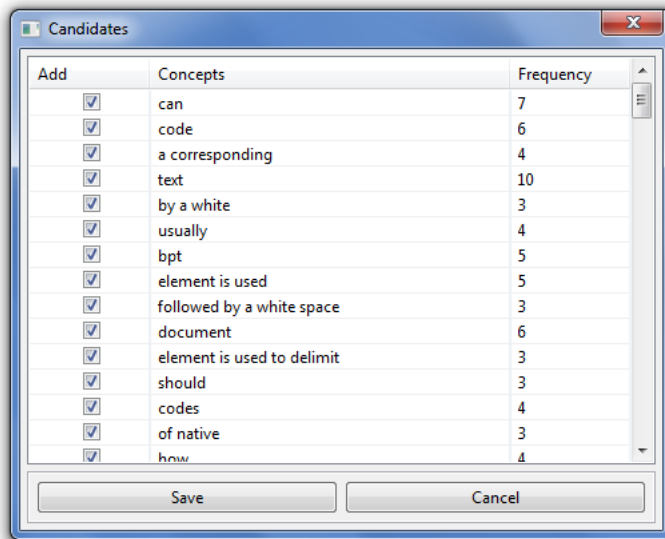 Candidates
Add Concepts Frequency
can 7
code 6
a corresponding 4
text 10
by a white 3
usually 4
bpt 5
element is used 5
followed by a white space 3
document 6
element is used to delimit 3
should 3
codes 4
of native 3
how 4
Save Cancel